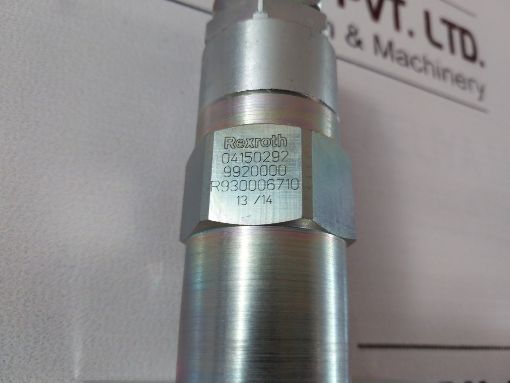 PVT. LTD.
& Machinery
Rexroth
04150292
9920000
R930006710
13 /14